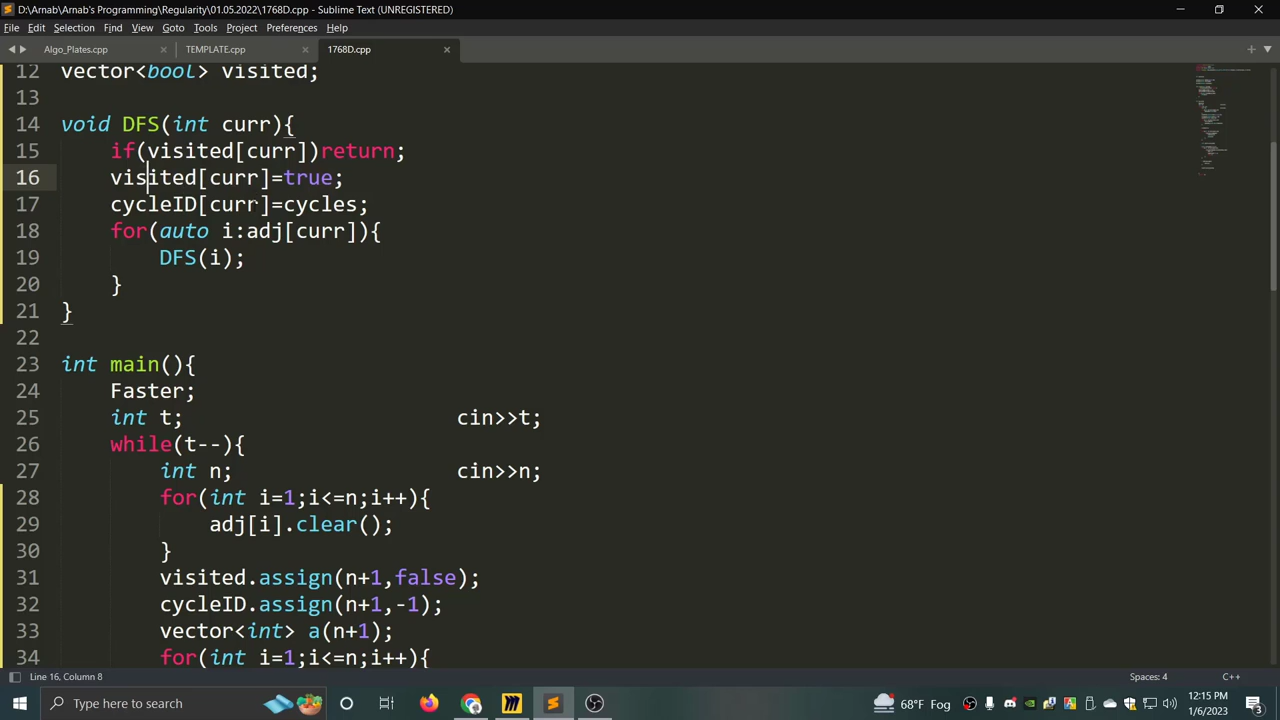 D:\Arnab\Arnab's Programming\Regularity\01.05.2022\1768D.cpp - Sublime Text (UNREGISTERED)
File Edit Selection Find View Goto Tools Project Preferences Help
Algo_Plates.cpp TEMPLATE.cpp 1768D.cpp
12 vector<bool> visited;
13
14 void DFS(int curr){
15 if(visited[curr])return;
16 visited[curr]=true;
17 cycleID[curr]=cycles;
18 for(auto i:adj[curr]){
19 DFS(i);
20 }
21 }
22
23 int main(){
24 Faster;
25 int t; cin>>t;
26 while(t--){
27 int n; cin>>n;
28 for(int i=1;i<=n;i++){
29 adj[i].clear();
30 }
31 visited.assign(n+1,false);
32 cycleID.assign(n+1,-1);
33 vector<int> a(n+1);
34 for(int i=1;i<=n;i++){
Line 16, Column 8 Spaces: 4 C++
Type here to search 68°F Fog 12:15 PM
1/6/2023 3